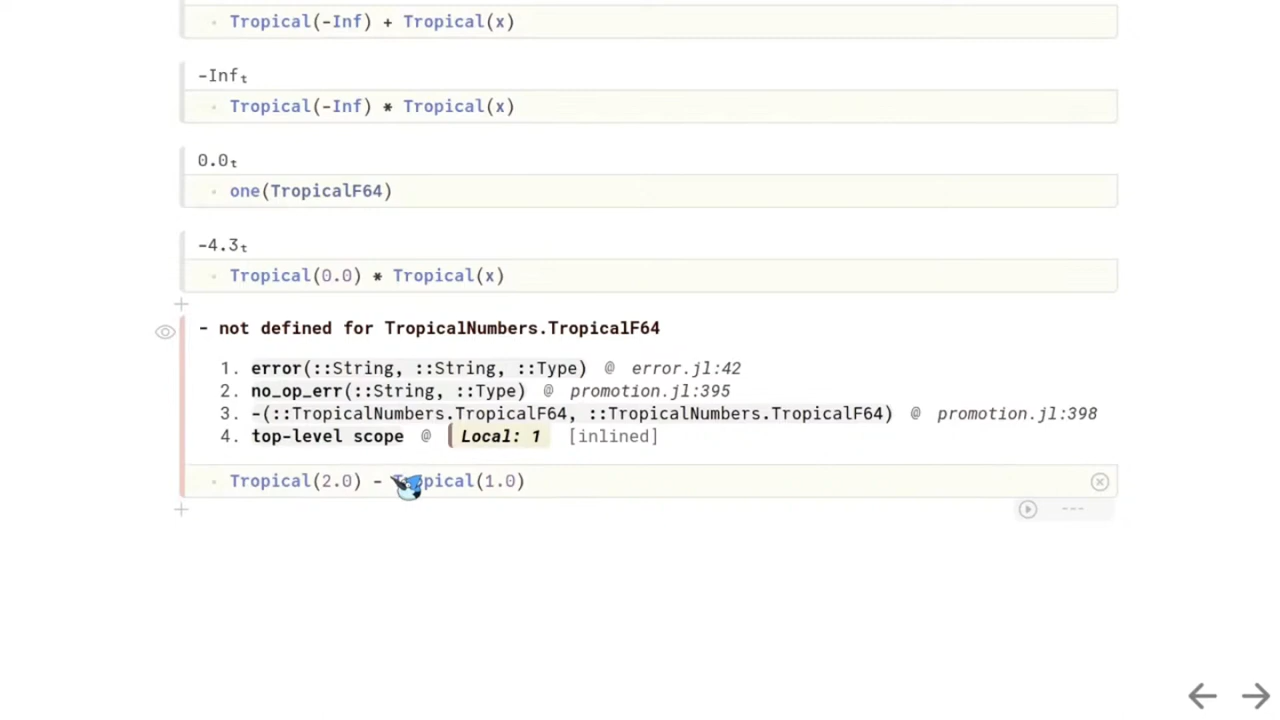 Tropical(-Inf) + Tropical(x)
-Infₜ
Tropical(-Inf) * Tropical(x)
0.0ₜ
one(TropicalF64)
-4.3ₜ
Tropical(0.0) * Tropical(x)
- not defined for TropicalNumbers.TropicalF64
1. error(::String, ::String, ::Type) @ error.jl:42
2. no_op_err(::String, ::Type) @ promotion.jl:395
3. -(::TropicalNumbers.TropicalF64, ::TropicalNumbers.TropicalF64) @ promotion.jl:398
4. top-level scope @ Local: 1 [inlined]
Tropical(2.0) - Tropical(1.0)
---